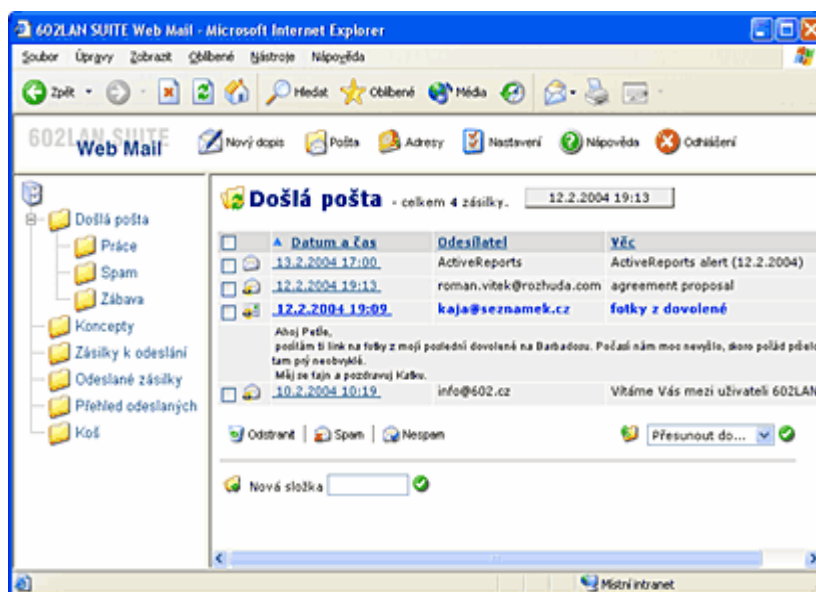 602LAN SUITE Web Mail - Microsoft Internet Explorer
Soubor Úpravy Zobrazit Oblíbené Nástroje Nápověda
Zpět Hledat Oblíbené Média
602LAN SUITE
Web Mail
Nový dopis Pošta Adresy Nastavení Nápověda Odhlášení
Došlá pošta
Práce
Spam
Zábava
Koncepty
Zásilky k odeslání
Odeslané zásilky
Přehled odeslaných
Koš
Došlá pošta - celkem 4 zásilky. 12.2.2004 19:13
Datum a čas Odesílatel Věc
13.2.2004 17:00 ActiveReports ActiveReports alert (12.2.2004)
12.2.2004 19:13 roman.vitek@rozhuda.com agreement proposal
12.2.2004 19:09 kaja@seznamek.cz fotky z dovolené
Ahoj Petře,
posílám ti link na fotky z mojí poslední dovolené na Barbadosu. Počasí nám moc nevyšlo, skoro pořád pršelo
tam prý neobvyklé.
Měj se fajn a pozdravuj Katku.
10.2.2004 10:19 info@602.cz Vítáme Vás mezi uživateli 602LAN
Odstranit | Spam | Nespam Přesunout do...
Nová složka
Místní intranet